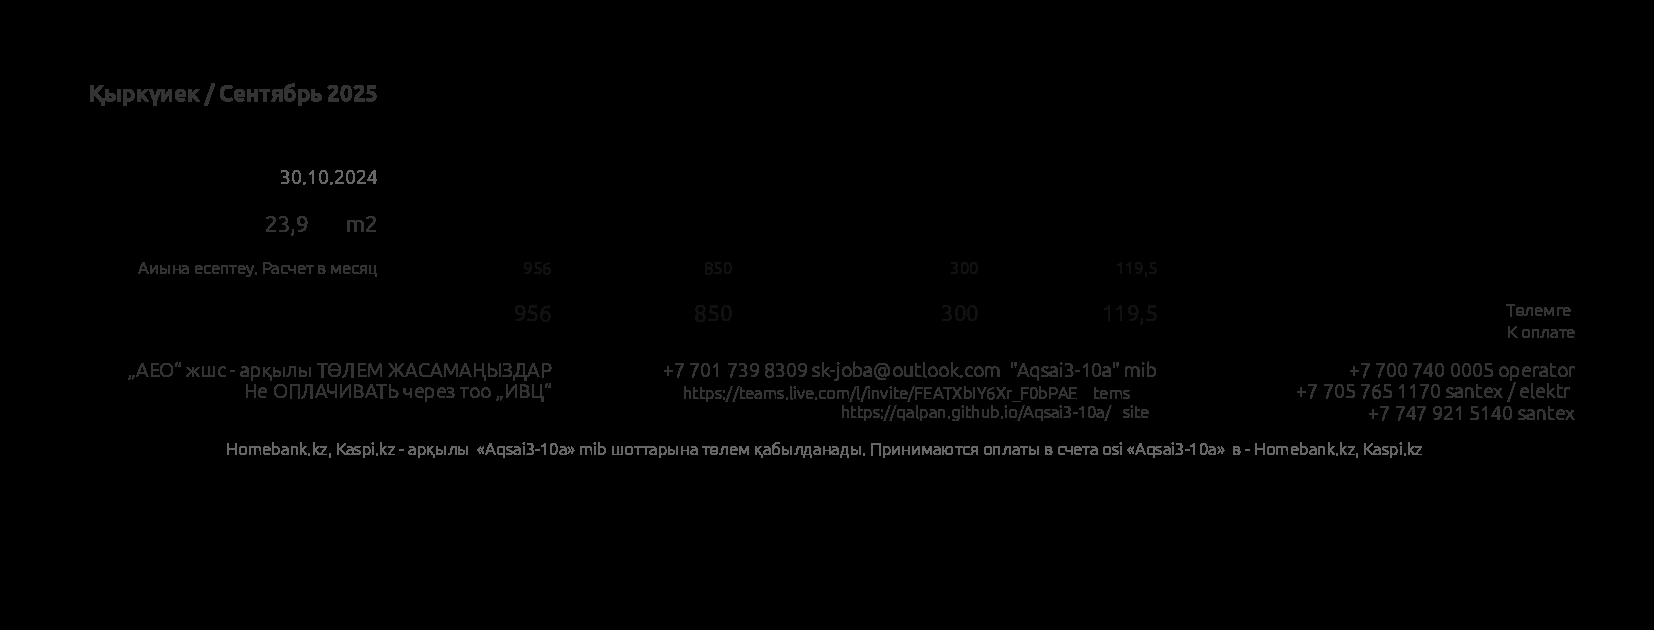 Қыркүиек / Сентябрь 2025
30.10.2024
23,9 m2
Аиына есептеу. Расчет в месяц 956 850 300 119,5
956 850 300 119,5 Төлемге
К оплате
„АЕО“ жшс - арқылы ТӨЛЕМ ЖАСАМАҢЫЗДАР +7 701 739 8309 sk-joba@outlook.com "Aqsai3-10a" mib +7 700 740 0005 operator
Не ОПЛАЧИВАТЬ через тоо „ИВЦ“ https://teams.live.com/l/invite/FEATXbIY6Xr_F0bPAE tems +7 705 765 1170 santex / elektr
https://qalpan.github.io/Aqsai3-10a/ site +7 747 921 5140 santex
Homebank.kz, Kaspi.kz - арқылы «Aqsai3-10a» mib шоттарына төлем қабылданады. Принимаются оплаты в счета osi «Aqsai3-10a» в - Homebank.kz, Kaspi.kz